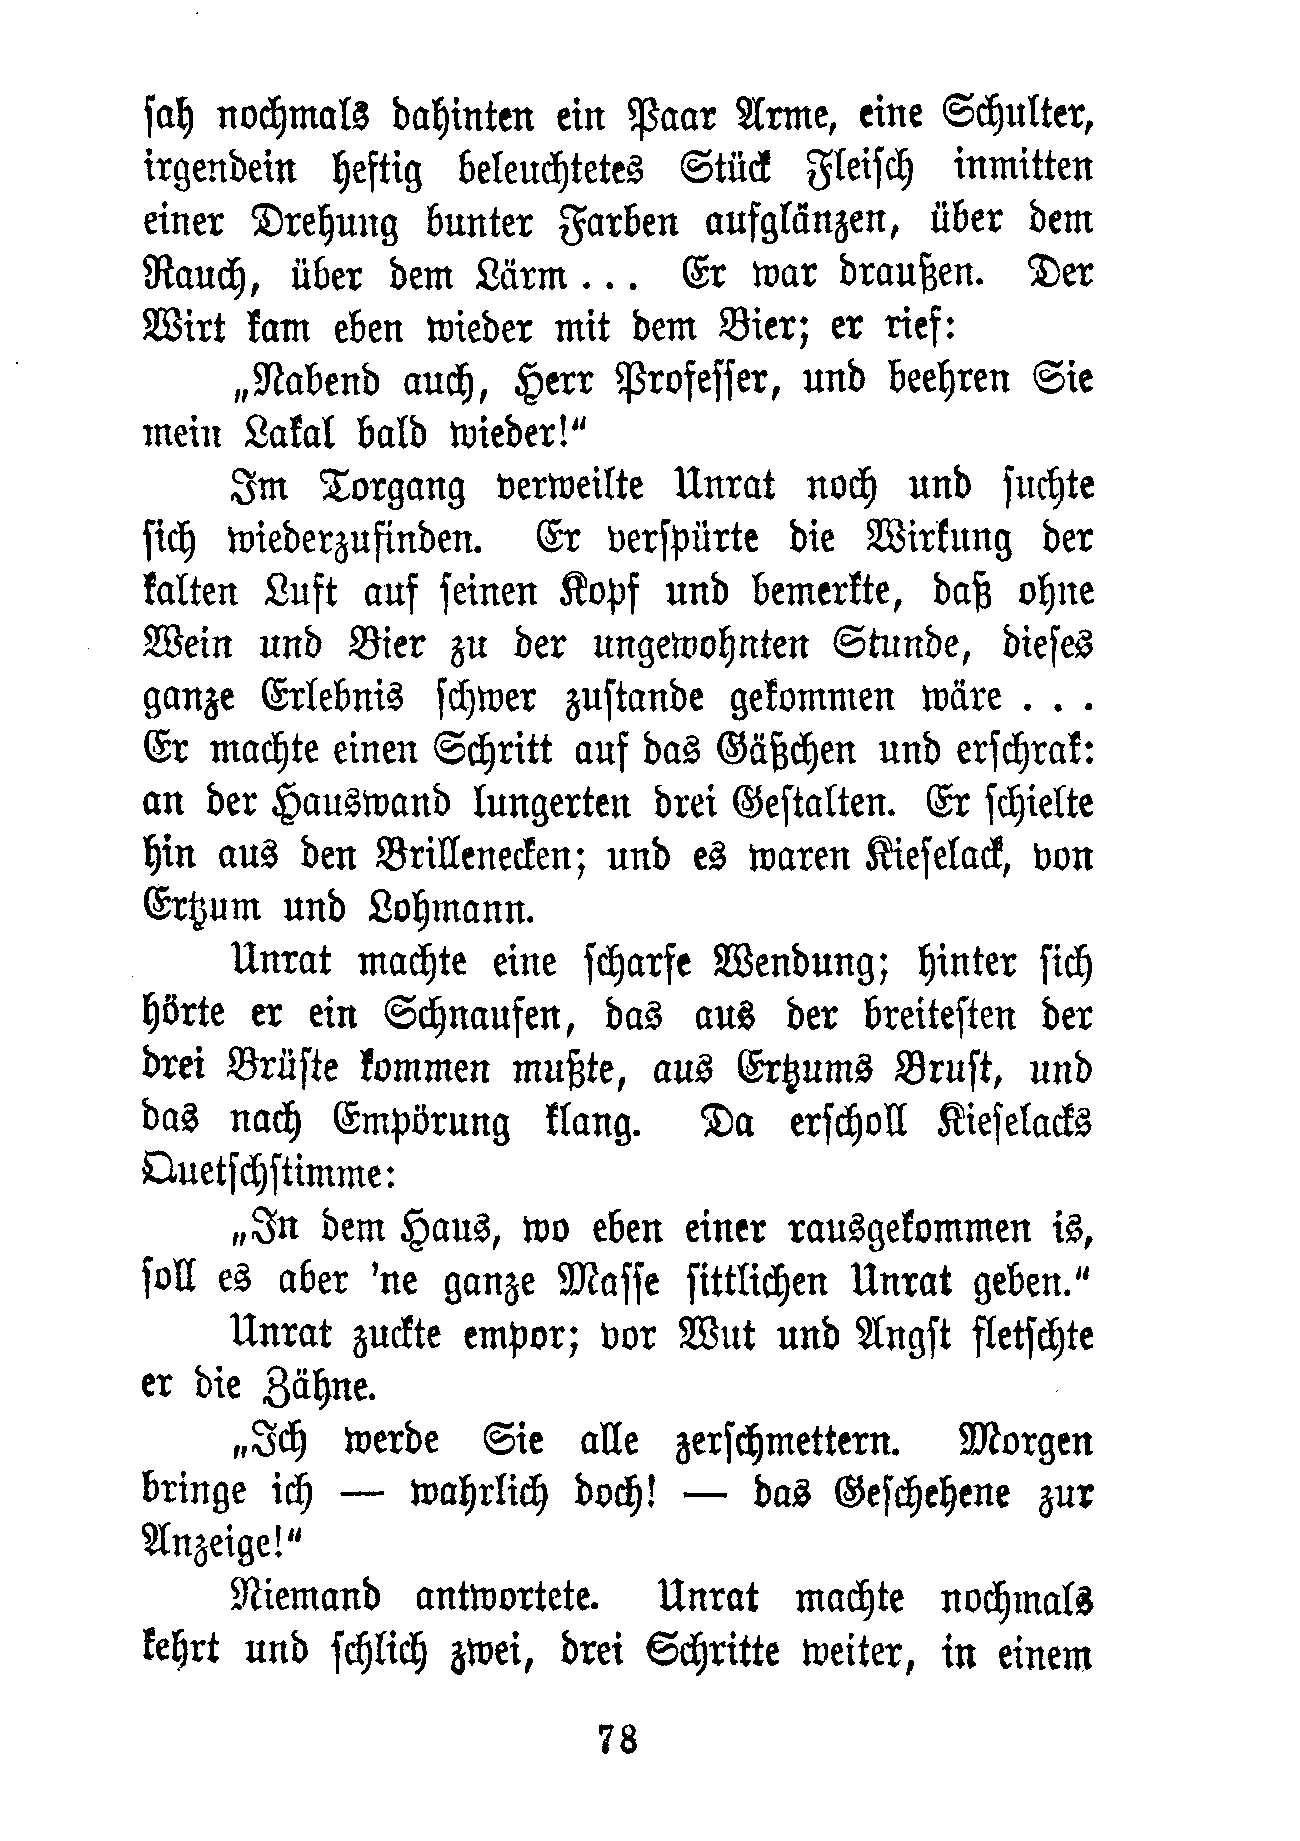 sah nochmals dahinten ein Paar Arme, eine Schulter,
irgendein heftig beleuchtetes Stück Fleisch inmitten
einer Drehung bunter Farben aufglänzen, über dem
Rauch, über dem Lärm ... Er war draußen. Der
Wirt kam eben wieder mit dem Bier; er rief:
„Nabend auch, Herr Professer, und beehren Sie
mein Lakal bald wieder!“
Im Torgang verweilte Unrat noch und suchte
sich wiederzufinden. Er verspürte die Wirkung der
kalten Luft auf seinen Kopf und bemerkte, daß ohne
Wein und Bier zu der ungewohnten Stunde, dieses
ganze Erlebnis schwer zustande gekommen wäre . . .
Er machte einen Schritt auf das Gäßchen und erschrak:
an der Hauswand lungerten drei Gestalten. Er schielte
hin aus den Brillenecken; und es waren Kieselack, von
Ertzum und Lohmann.
Unrat machte eine scharfe Wendung; hinter sich
hörte er ein Schnaufen, das aus der breitesten der
drei Brüste kommen mußte, aus Ertzums Brust, und
das nach Empörung klang. Da erscholl Kieselacks
Quetschstimme:
„In dem Haus, wo eben einer rausgekommen is,
soll es aber 'ne ganze Masse sittlichen Unrat geben.“
Unrat zuckte empor; vor Wut und Angst fletschte
er die Zähne.
„Ich werde Sie alle zerschmettern. Morgen
bringe ich — wahrlich doch! — das Geschehene zur
Anzeige!“
Niemand antwortete. Unrat machte nochmals
kehrt und schlich zwei, drei Schritte weiter, in einem
78